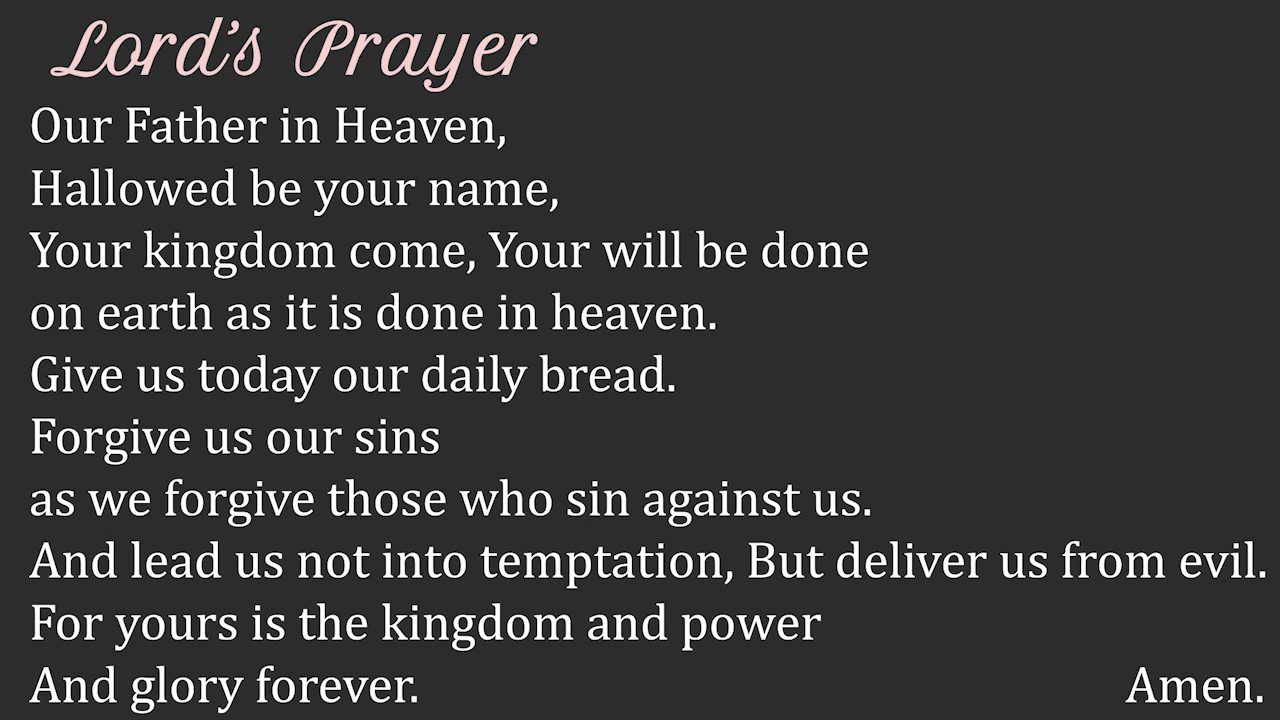 Lord's Prayer
Our Father in Heaven,
Hallowed be your name,
Your kingdom come, Your will be done
on earth as it is done in heaven.
Give us today our daily bread.
Forgive us our sins
as we forgive those who sin against us.
And lead us not into temptation, But deliver us from evil.
For yours is the kingdom and power
And glory forever. Amen.